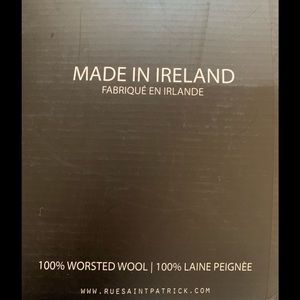 MADE IN IRELAND
FABRIQUÉ EN IRLANDE
100% WORSTED WOOL | 100% LAINE PEIGNÉE
WWW.RUESAINTPATRICK.COM